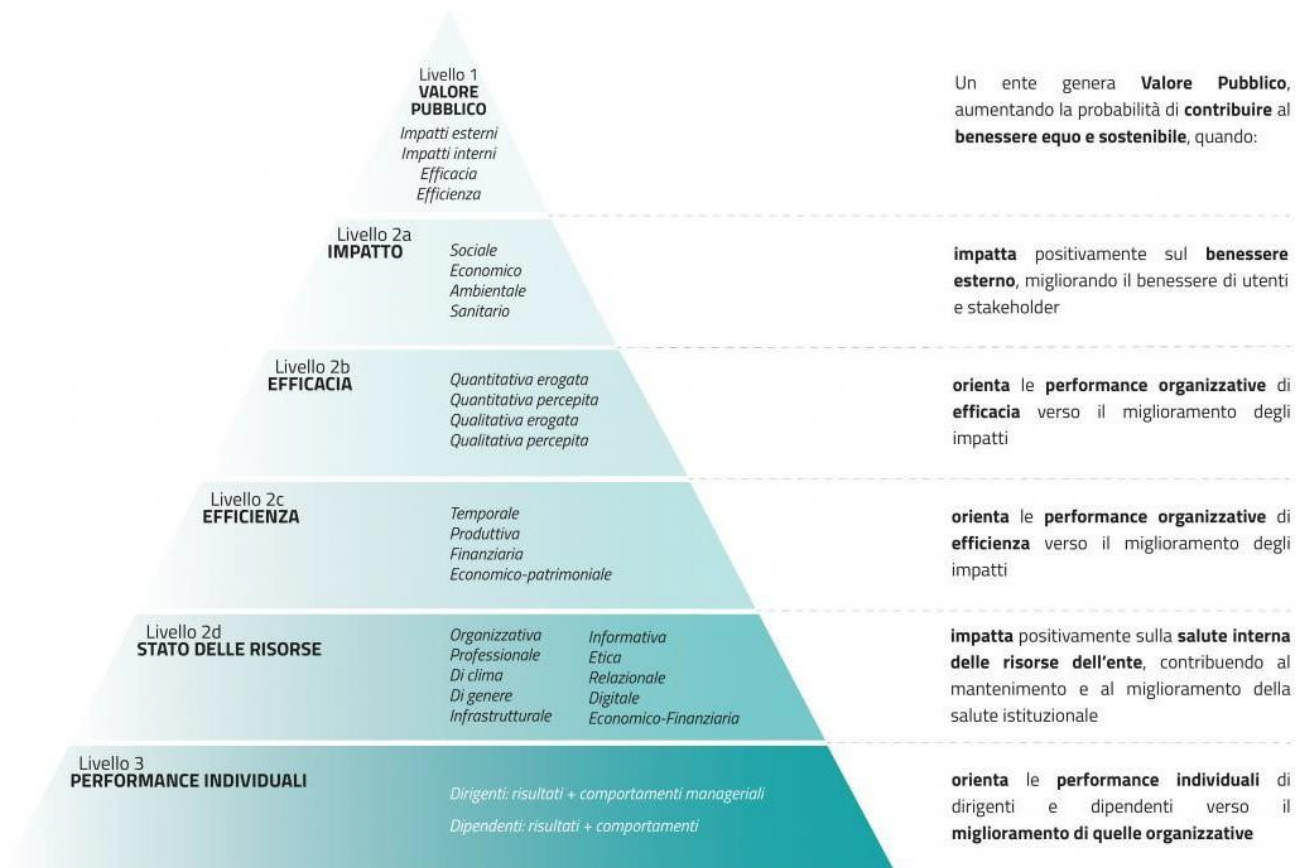 Livello 1
VALORE
PUBBLICO
Impatti esterni
Impatti interni
Efficacia
Efficienza
Un ente genera Valore Pubblico,
aumentando la probabilità di contribuire al
benessere equo e sostenibile, quando:
Livello 2a
IMPATTO
Sociale
Economico
Ambientale
Sanitario
impatta positivamente sul benessere
esterno, migliorando il benessere di utenti
e stakeholder
Livello 2b
EFFICACIA
Quantitativa erogata
Quantitativa percepita
Qualitativa erogata
Qualitativa percepita
orienta le performance organizzative di
efficacia verso il miglioramento degli
impatti
Livello 2c
EFFICIENZA
Temporale
Produttiva
Finanziaria
Economico-patrimoniale
orienta le performance organizzative di
efficienza verso il miglioramento degli
impatti
Livello 2d
STATO DELLE RISORSE
Organizzativa
Professionale
Di clima
Di genere
Infrastrutturale
Informativa
Etica
Relazionale
Digitale
Economico-Finanziaria
impatta positivamente sulla salute interna
delle risorse dell'ente, contribuendo al
mantenimento e al miglioramento della
salute istituzionale
Livello 3
PERFORMANCE INDIVIDUALI
Dirigenti: risultati + comportamenti manageriali
Dipendenti: risultati + comportamenti
orienta le performance individuali di
dirigenti e dipendenti verso il
miglioramento di quelle organizzative